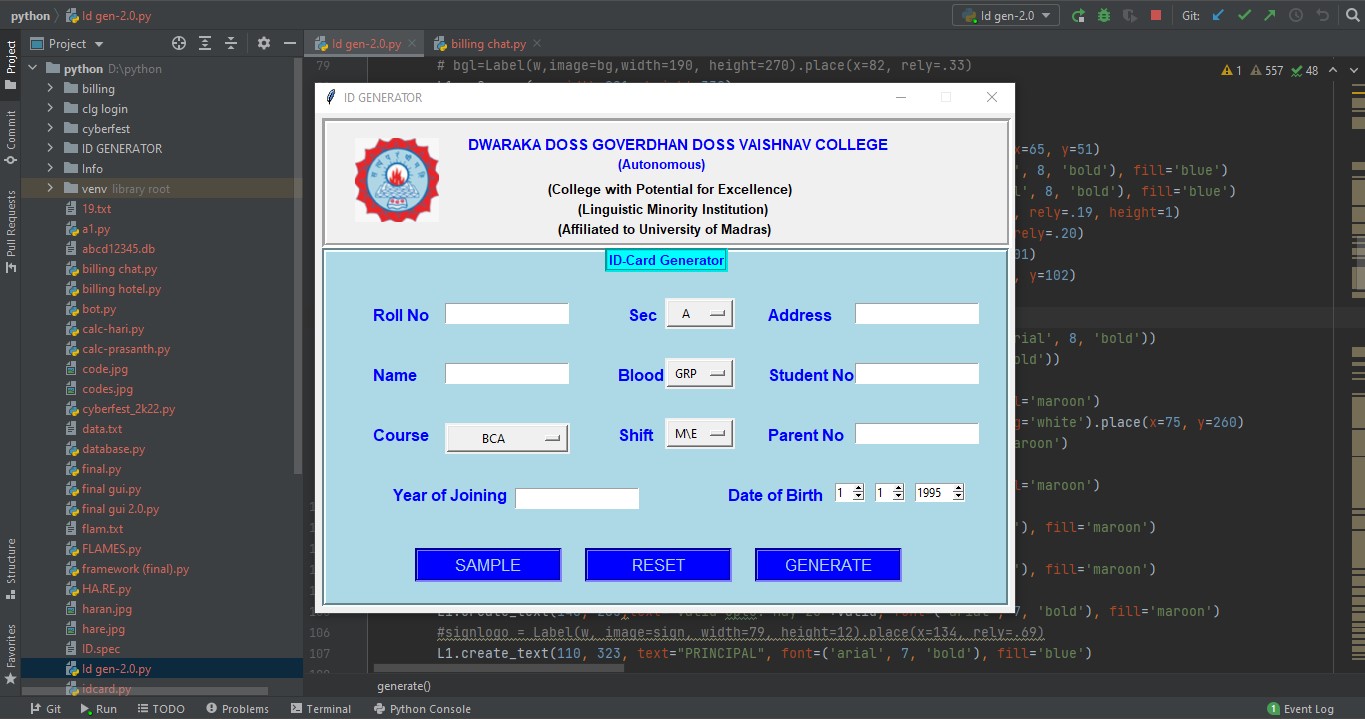 python
Id gen-2.0.py
Id gen-2.0
Git:
Project
Id gen-2.0.py
billing chat.py
python D:\python
billing
clg login
cyberfest
ID GENERATOR
Info
venv library root
19.txt
a1.py
abcd12345.db
billing chat.py
billing hotel.py
bot.py
calc-hari.py
calc-prasanth.py
code.jpg
codes.jpg
cyberfest_2k22.py
data.txt
database.py
final.py
final gui.py
final gui 2.0.py
flam.txt
FLAMES.py
framework (final).py
HA.RE.py
haran.jpg
hare.jpg
ID.spec
Id gen-2.0.py
idcard.py
Project
Commit
Pull Requests
Structure
Favorites
79 # bgl=Label(w,image=bg,width=190, height=270).place(x=82, rely=.33)
1 557 48
ID GENERATOR
DWARAKA DOSS GOVERDHAN DOSS VAISHNAV COLLEGE
(Autonomous)
(College with Potential for Excellence)
(Linguistic Minority Institution)
(Affiliated to University of Madras)
ID-Card Generator
Roll No Sec A Address
Name Blood GRP Student No
Course BCA Shift M\E Parent No
Year of Joining Date of Birth 1 1 1995
SAMPLE RESET GENERATE
x=65, y=51)
', 8, 'bold'), fill='blue')
l', 8, 'bold'), fill='blue')
, rely=.19, height=1)
rely=.20)
01)
, y=102)
rial', 8, 'bold'))
old'))
l='maroon')
g='white').place(x=75, y=260)
aroon')
l='maroon')
'), fill='maroon')
'), fill='maroon')
'bold'), fill='maroon')
106 #signlogo = Label(w, image=sign, width=79, height=12).place(x=134, rely=.69)
107 L1.create_text(110, 323, text="PRINCIPAL", font=('arial', 7, 'bold'), fill='blue')
generate()
Git Run TODO Problems Terminal Python Console
1 Event Log